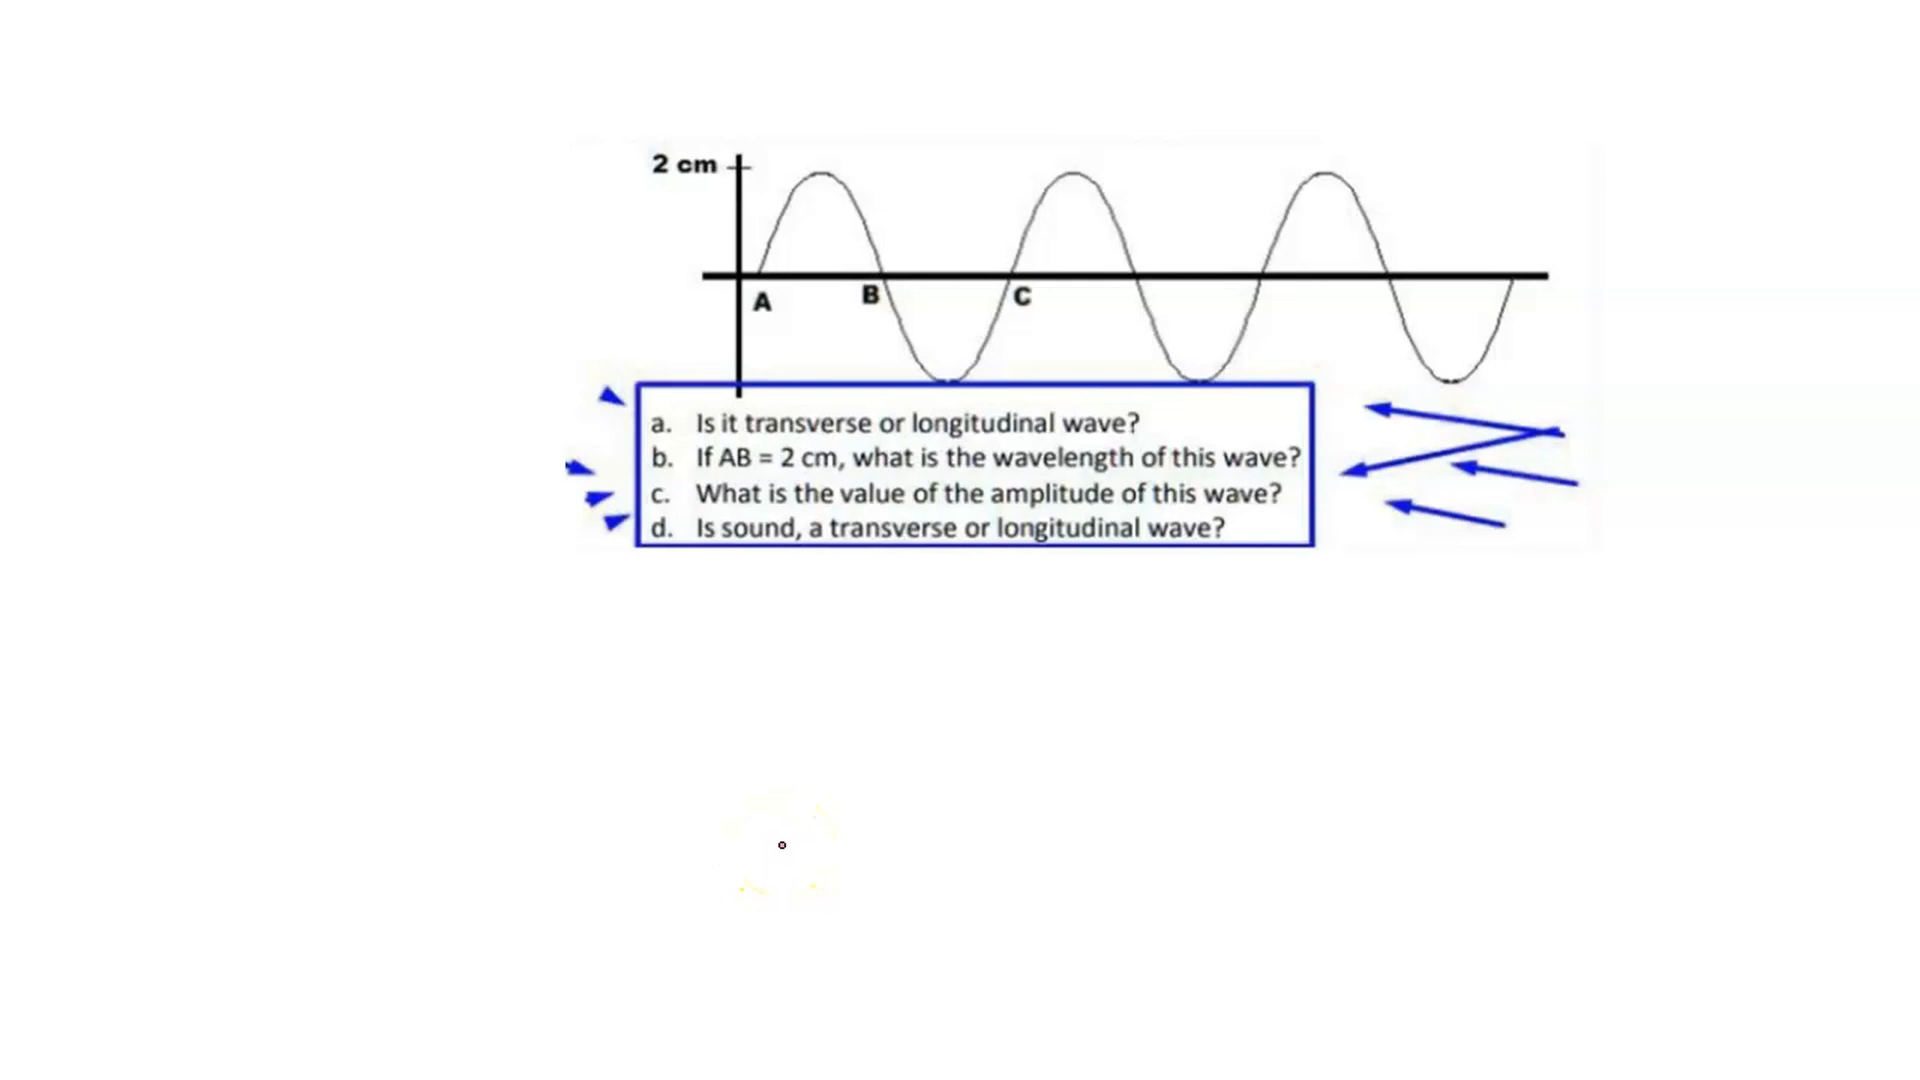 2 cm
A
B
C
a. Is it transverse or longitudinal wave?
b. If AB = 2 cm, what is the wavelength of this wave?
c. What is the value of the amplitude of this wave?
d. Is sound, a transverse or longitudinal wave?